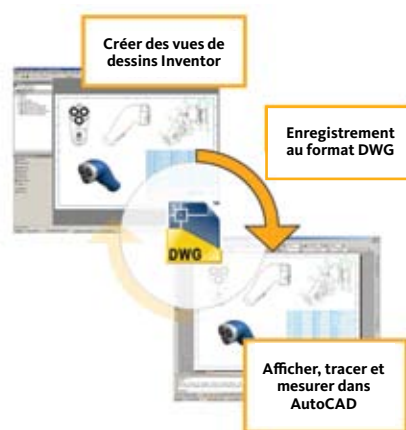 Créer des vues de
dessins Inventor
Enregistrement
au format DWG
DWG
Afficher, tracer et
mesurer dans
AutoCAD